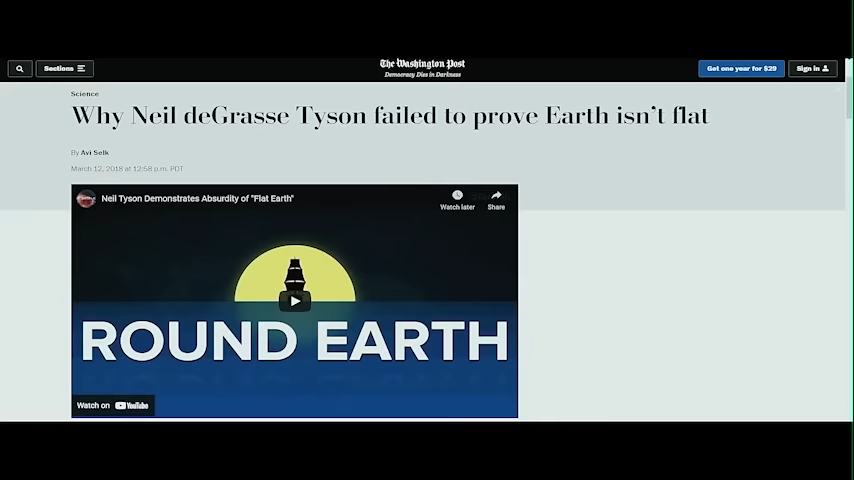 The Washington Post
Democracy Dies in Darkness
Sections
Get one year for $29
Sign in
Science
Why Neil deGrasse Tyson failed to prove Earth isn't flat
By Avi Selk
March 12, 2018 at 12:58 p.m. PDT
Neil Tyson Demonstrates Absurdity of "Flat Earth"
Watch later
Share
ROUND EARTH
Watch on YouTube